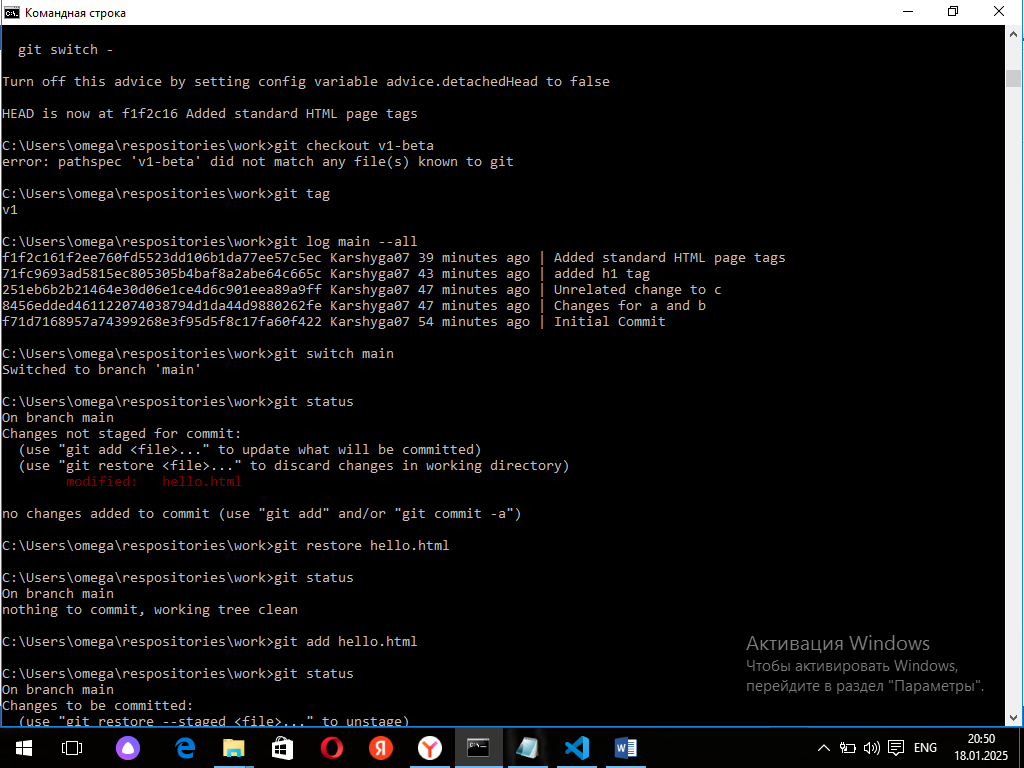 Командная строка
git switch -
Turn off this advice by setting config variable advice.detachedHead to false
HEAD is now at f1f2c16 Added standard HTML page tags
C:\Users\omega\respositories\work>git checkout v1-beta
error: pathspec 'v1-beta' did not match any file(s) known to git
C:\Users\omega\respositories\work>git tag
v1
C:\Users\omega\respositories\work>git log main --all
f1f2c161f2ee760fd5523dd106b1da77ee57c5ec Karshyga07 39 minutes ago | Added standard HTML page tags
71fc9693ad5815ec805305b4baf8a2abe64c665c Karshyga07 43 minutes ago | added h1 tag
251eb6b2b21464e30d06e1ce4d6c901eea89a9ff Karshyga07 47 minutes ago | Unrelated change to c
8456edded461122074038794d1da44d9880262fe Karshyga07 47 minutes ago | Changes for a and b
f71d7168957a74399268e3f95d5f8c17fa60f422 Karshyga07 54 minutes ago | Initial Commit
C:\Users\omega\respositories\work>git switch main
Switched to branch 'main'
C:\Users\omega\respositories\work>git status
On branch main
Changes not staged for commit:
(use "git add <file>..." to update what will be committed)
(use "git restore <file>..." to discard changes in working directory)
modified:   hello.html
no changes added to commit (use "git add" and/or "git commit -a")
C:\Users\omega\respositories\work>git restore hello.html
C:\Users\omega\respositories\work>git status
On branch main
nothing to commit, working tree clean
C:\Users\omega\respositories\work>git add hello.html
C:\Users\omega\respositories\work>git status
On branch main
Changes to be committed:
(use "git restore --staged <file>..." to unstage)
Активация Windows
Чтобы активировать Windows,
перейдите в раздел "Параметры".
ENG
20:50
18.01.2025